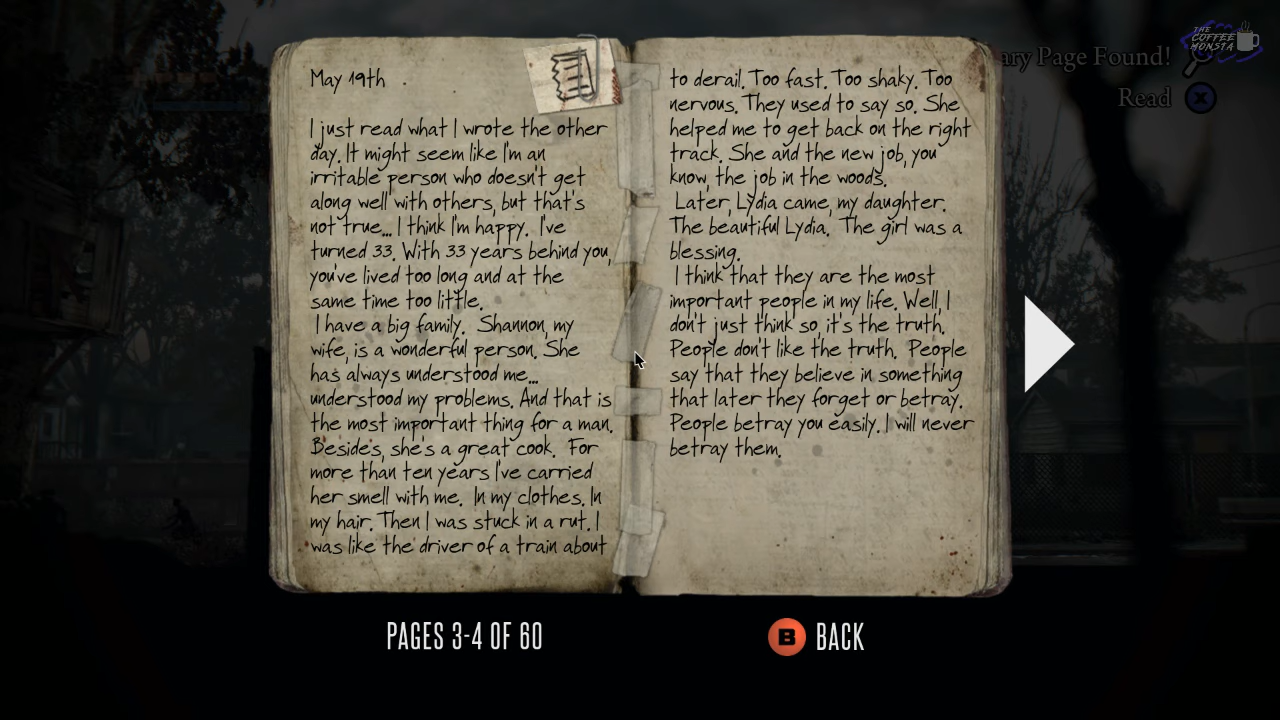 May 19th
I just read what I wrote the other
day. It might seem like I'm an
irritable person who doesn't get
along well with others, but that's
not true... I think I'm happy. I've
turned 33. With 33 years behind you,
you've lived too long and at the
same time too little.
I have a big family. Shannon, my
wife, is a wonderful person. She
has always understood me...
understood my problems. And that is
the most important thing for a man.
Besides, she's a great cook. For
more than ten years I've carried
her smell with me. In my clothes. In
my hair. Then I was stuck in a rut. I
was like the driver of a train about
to derail. Too fast. Too shaky. Too
nervous. They used to say so. She
helped me to get back on the right
track. She and the new job, you
know, the job in the woods.
Later, Lydia came, my daughter.
The beautiful Lydia. The girl was a
blessing.
I think that they are the most
important people in my life. Well, I
don't just think so, it's the truth.
People don't like the truth. People
say that they believe in something
that later they forget or betray.
People betray you easily. I will never
betray them.
ary Page Found!
Read X
THE
COFFEE
MONSTA
PAGES 3-4 OF 60
B BACK